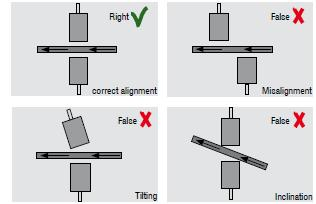 Right
correct alignment
False
Misalignment
False
Tilting
False
Inclination